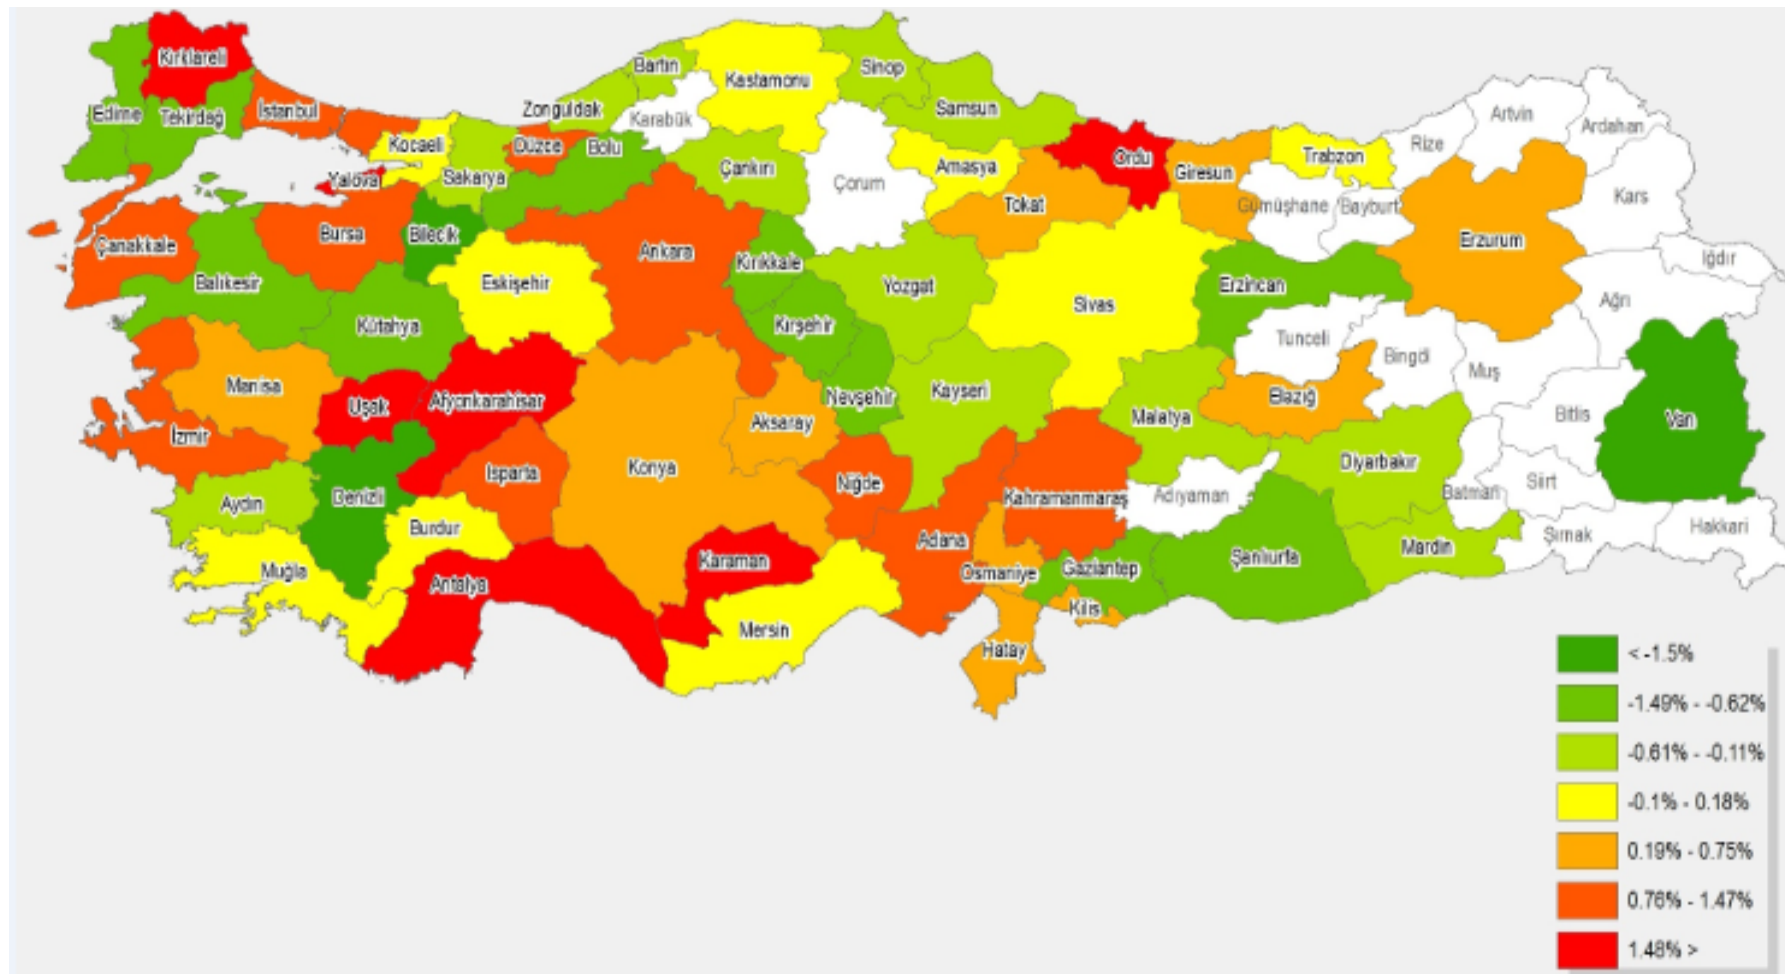 Kırklareli
Edirne
Tekirdağ
İstanbul
Kocaeli
Yalova
Sakarya
Düzce
Bolu
Zonguldak
Bartın
Karabük
Kastamonu
Sinop
Çankırı
Çorum
Samsun
Amasya
Tokat
Ordu
Giresun
Trabzon
Gümüşhane
Bayburt
Rize
Artvin
Ardahan
Kars
Iğdır
Ağrı
Erzurum
Erzincan
Çanakkale
Balıkesir
Bursa
Bilecik
Kütahya
Eskişehir
Ankara
Kırıkkale
Kırşehir
Yozgat
Sivas
Tunceli
Bingöl
Muş
Bitlis
Van
Manisa
Uşak
Afyonkarahisar
İzmir
Aydın
Denizli
Isparta
Burdur
Muğla
Antalya
Konya
Aksaray
Nevşehir
Kayseri
Niğde
Karaman
Mersin
Adana
Kahramanmaraş
Osmaniye
Hatay
Kilis
Gaziantep
Adıyaman
Malatya
Elazığ
Şanlıurfa
Diyarbakır
Mardin
Batman
Siirt
Şırnak
Hakkari
< -1.5%
-1.49% - -0.62%
-0.61% - -0.11%
-0.1% - 0.18%
0.19% - 0.75%
0.76% - 1.47%
1.48% >